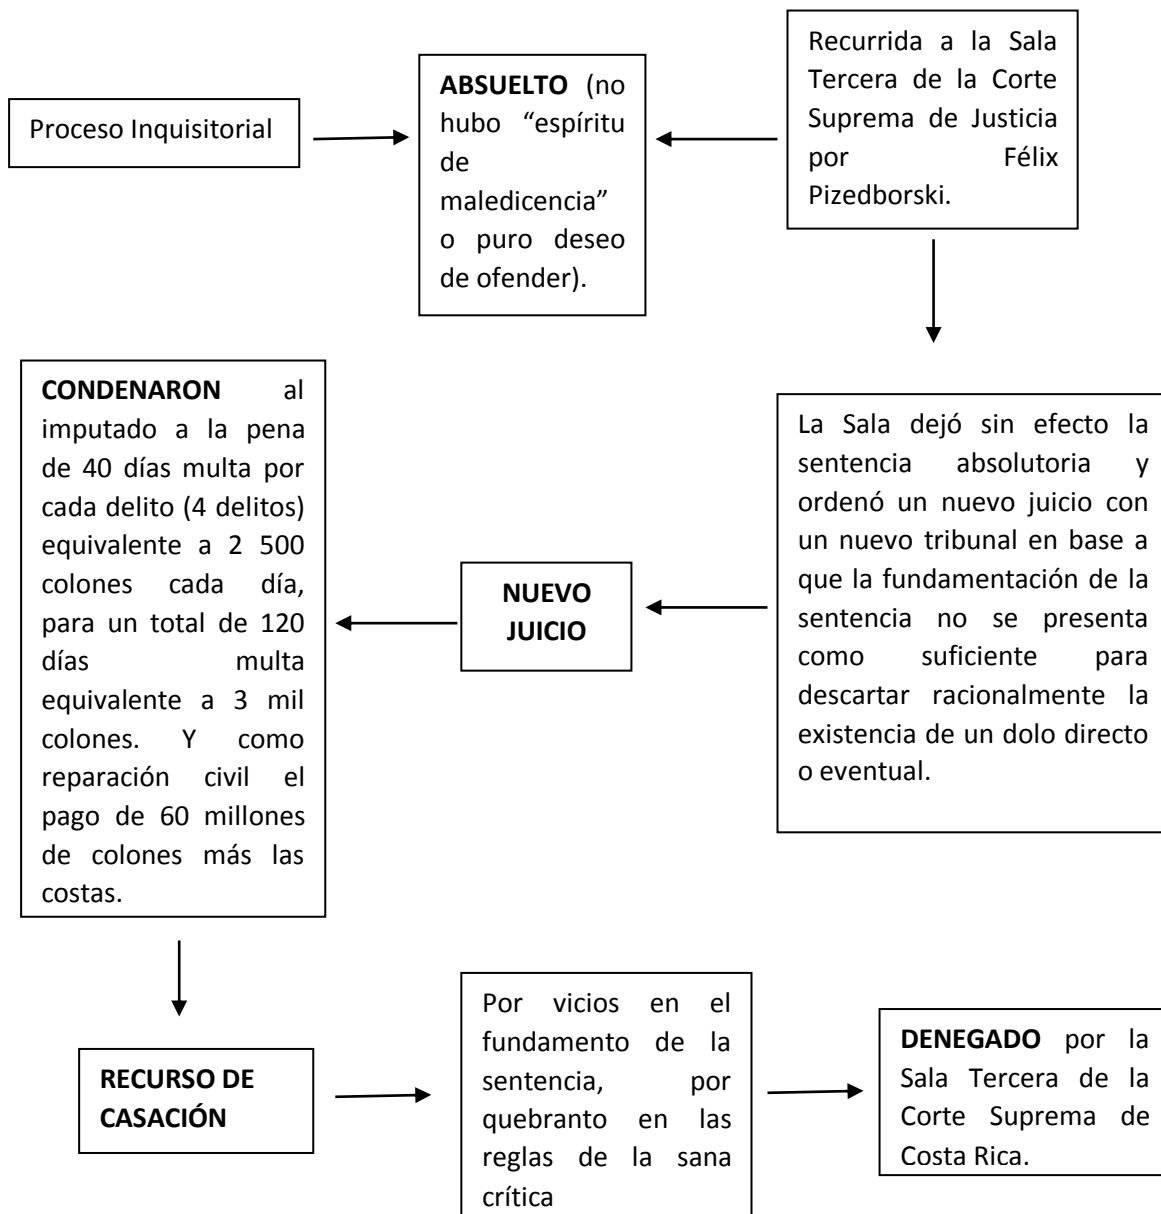 Proceso Inquisitorial
ABSUELTO (no
hubo “espíritu
de
maledicencia”
o puro deseo
de ofender).
Recurrida a la Sala
Tercera de la Corte
Suprema de Justicia
por Félix
Pizedborski.
La Sala dejó sin efecto la
sentencia absolutoria y
ordenó un nuevo juicio con
un nuevo tribunal en base a
que la fundamentación de la
sentencia no se presenta
como suficiente para
descartar racionalmente la
existencia de un dolo directo
o eventual.
NUEVO
JUICIO
CONDENARON al
imputado a la pena
de 40 días multa por
cada delito (4 delitos)
equivalente a 2 500
colones cada día,
para un total de 120
días multa
equivalente a 3 mil
colones. Y como
reparación civil el
pago de 60 millones
de colones más las
costas.
RECURSO DE
CASACIÓN
Por vicios en el
fundamento de la
sentencia, por
quebranto en las
reglas de la sana
crítica
DENEGADO por la
Sala Tercera de la
Corte Suprema de
Costa Rica.